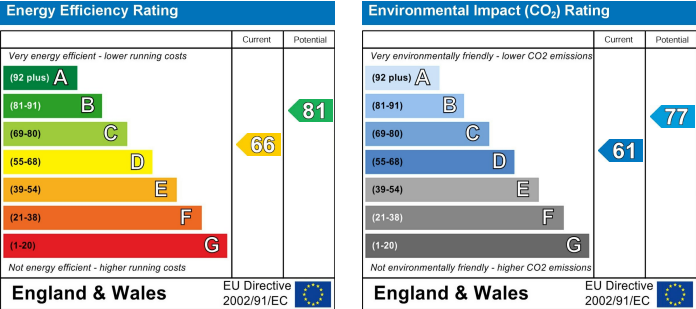 Energy Efficiency Rating
Current
Potential
Very energy efficient - lower running costs
(92 plus) A
(81-91) B
(69-80) C
(55-68) D
(39-54) E
(21-38) F
(1-20) G
66
81
Not energy efficient - higher running costs
England & Wales
EU Directive
2002/91/EC
Environmental Impact (CO₂) Rating
Current
Potential
Very environmentally friendly - lower CO2 emissions
(92 plus) A
(81-91) B
(69-80) C
(55-68) D
(39-54) E
(21-38) F
(1-20) G
61
77
Not environmentally friendly - higher CO2 emissions
England & Wales
EU Directive
2002/91/EC